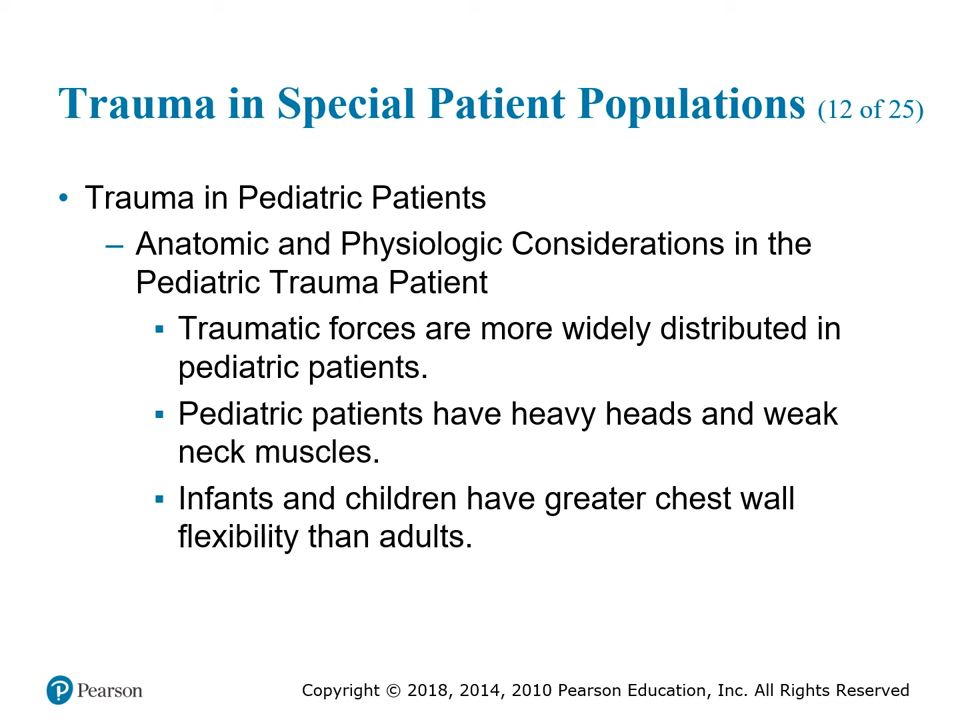 Trauma in Special Patient Populations (12 of 25)
• Trauma in Pediatric Patients
– Anatomic and Physiologic Considerations in the
Pediatric Trauma Patient
▪ Traumatic forces are more widely distributed in
pediatric patients.
▪ Pediatric patients have heavy heads and weak
neck muscles.
▪ Infants and children have greater chest wall
flexibility than adults.
Pearson
Copyright © 2018, 2014, 2010 Pearson Education, Inc. All Rights Reserved